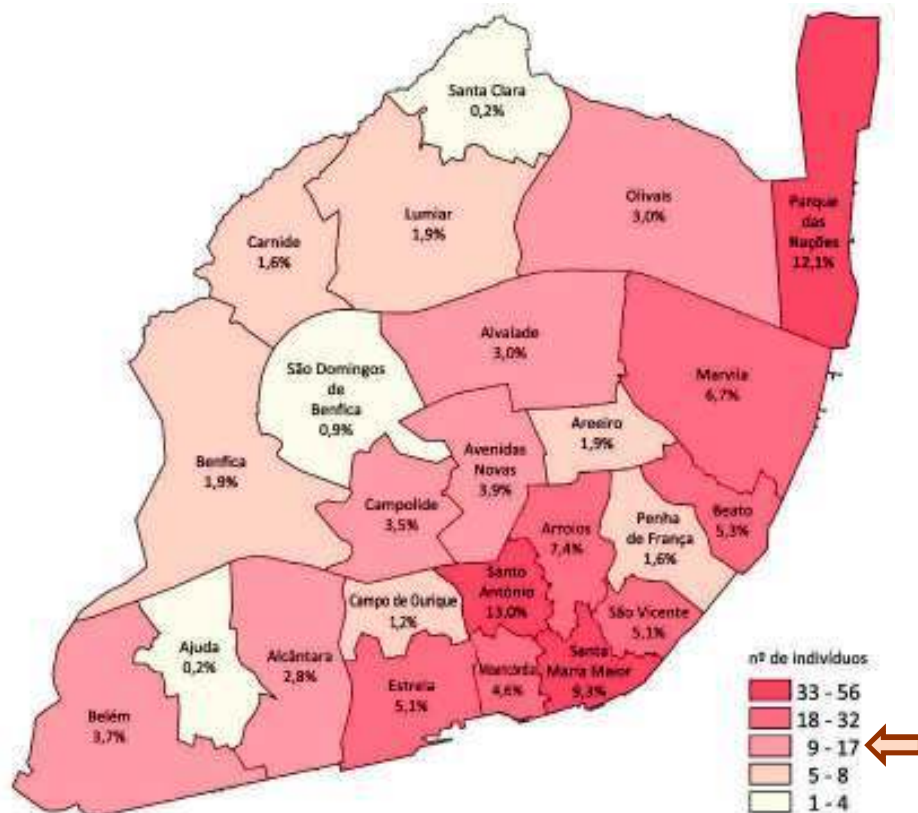 Santa Clara
0,2%
Olivais
3,0%
Parque
das
Nações
12,1%
Lumiar
1,9%
Carnide
1,6%
Alvalade
3,0%
São Domingos
de
Benfica
0,9%
Marvila
6,7%
Areeiro
1,9%
Avenidas
Novas
3,9%
Benfica
1,9%
Campolide
3,5%
Arroios
7,4%
Penha
de França
1,6%
Beato
5,3%
Santo
António
13,0%
Campo de Ourique
1,2%
São Vicente
5,1%
Ajuda
0,2%
Alcântara
2,8%
Estrela
5,1%
Misericórdia
4,6%
Santa
Maria Maior
9,3%
Belém
3,7%
nº de indivíduos
33 - 56
18 - 32
9 - 17
5 - 8
1 - 4